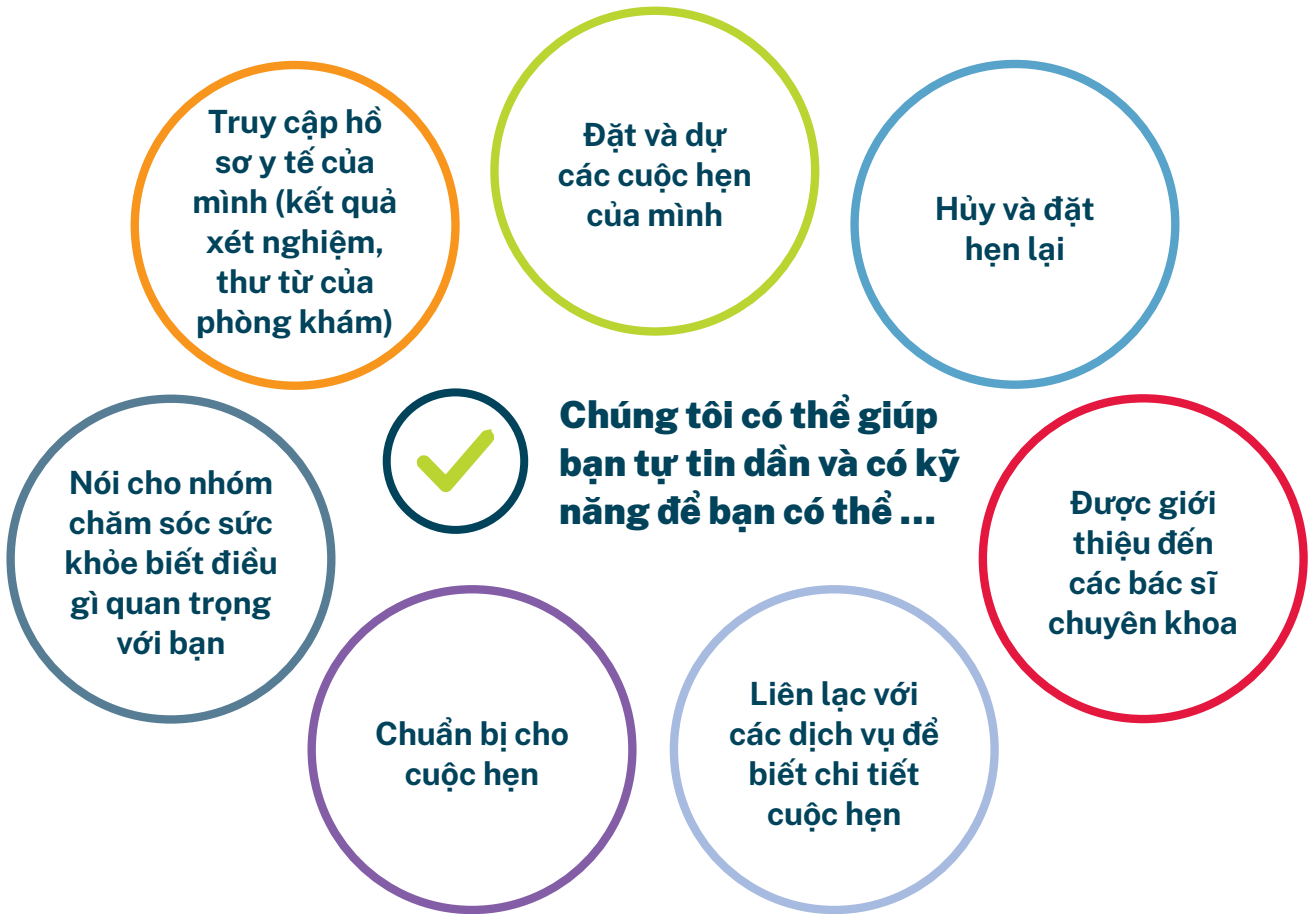 Truy cập hồ
sơ y tế của
mình (kết quả
xét nghiệm,
thư từ của
phòng khám)
Đặt và dự
các cuộc hẹn
của mình
Hủy và đặt
hẹn lại
Chúng tôi có thể giúp
bạn tự tin dần và có kỹ
năng để bạn có thể ...
Nói cho nhóm
chăm sóc sức
khỏe biết điều
gì quan trọng
với bạn
Được giới
thiệu đến
các bác sĩ
chuyên khoa
Chuẩn bị cho
cuộc hẹn
Liên lạc với
các dịch vụ để
biết chi tiết
cuộc hẹn